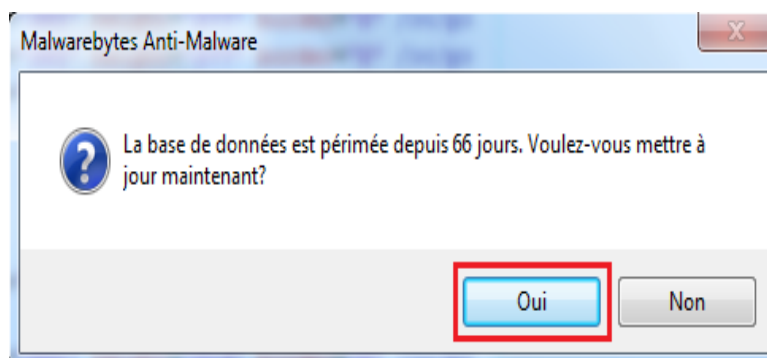 Malwarebytes Anti-Malware
La base de données est périmée depuis 66 jours. Voulez-vous mettre à
jour maintenant?
Oui
Non